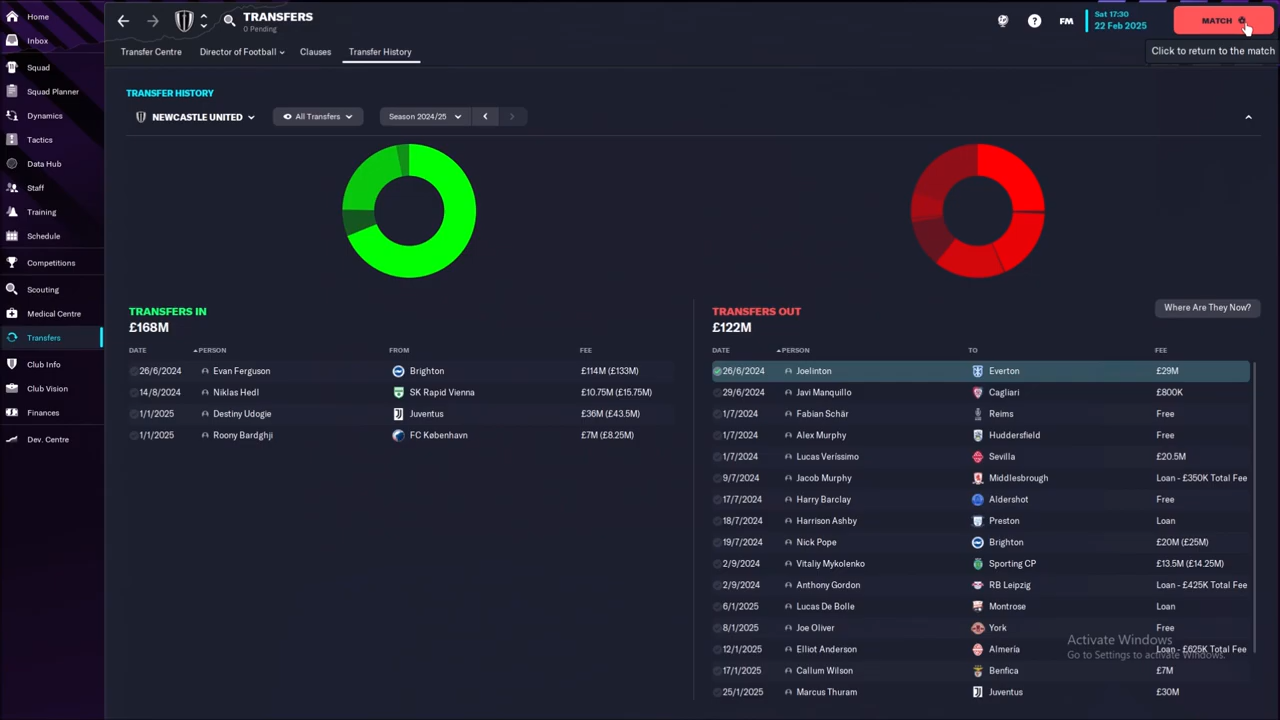 Home
Inbox
Squad
Squad Planner
Dynamics
Tactics
Data Hub
Staff
Training
Schedule
Competitions
Scouting
Medical Centre
Transfers
Club Info
Club Vision
Finances
Dev. Centre
TRANSFERS
0 Pending
FM
Sat 17:30
22 Feb 2025
MATCH
Click to return to the match
Transfer Centre Director of Football Clauses Transfer History
TRANSFER HISTORY
NEWCASTLE UNITED All Transfers Season 2024/25
TRANSFERS IN
£168M
DATE PERSON FROM FEE
26/6/2024 Evan Ferguson Brighton £114M (£133M)
14/8/2024 Niklas Hedl SK Rapid Vienna £10.75M (£15.75M)
1/1/2025 Destiny Udogie Juventus £36M (£43.5M)
1/1/2025 Roony Bardghji FC København £7M (£8.25M)
TRANSFERS OUT
£122M
Where Are They Now?
DATE PERSON TO FEE
26/6/2024 Joelinton Everton £29M
29/6/2024 Javi Manquillo Cagliari £800K
1/7/2024 Fabian Schär Reims Free
1/7/2024 Alex Murphy Huddersfield Free
1/7/2024 Lucas Veríssimo Sevilla £20.5M
9/7/2024 Jacob Murphy Middlesbrough Loan - £350K Total Fee
17/7/2024 Harry Barclay Aldershot Free
18/7/2024 Harrison Ashby Preston Loan
19/7/2024 Nick Pope Brighton £20M (£25M)
2/9/2024 Vitaliy Mykolenko Sporting CP £13.5M (£14.25M)
2/9/2024 Anthony Gordon RB Leipzig Loan - £425K Total Fee
6/1/2025 Lucas De Bolle Montrose Loan
8/1/2025 Joe Oliver York Free
12/1/2025 Elliot Anderson Almería Loan - £625K Total Fee
17/1/2025 Callum Wilson Benfica £7M
25/1/2025 Marcus Thuram Juventus £30M
Activate Windows
Go to Settings to activate Windows.